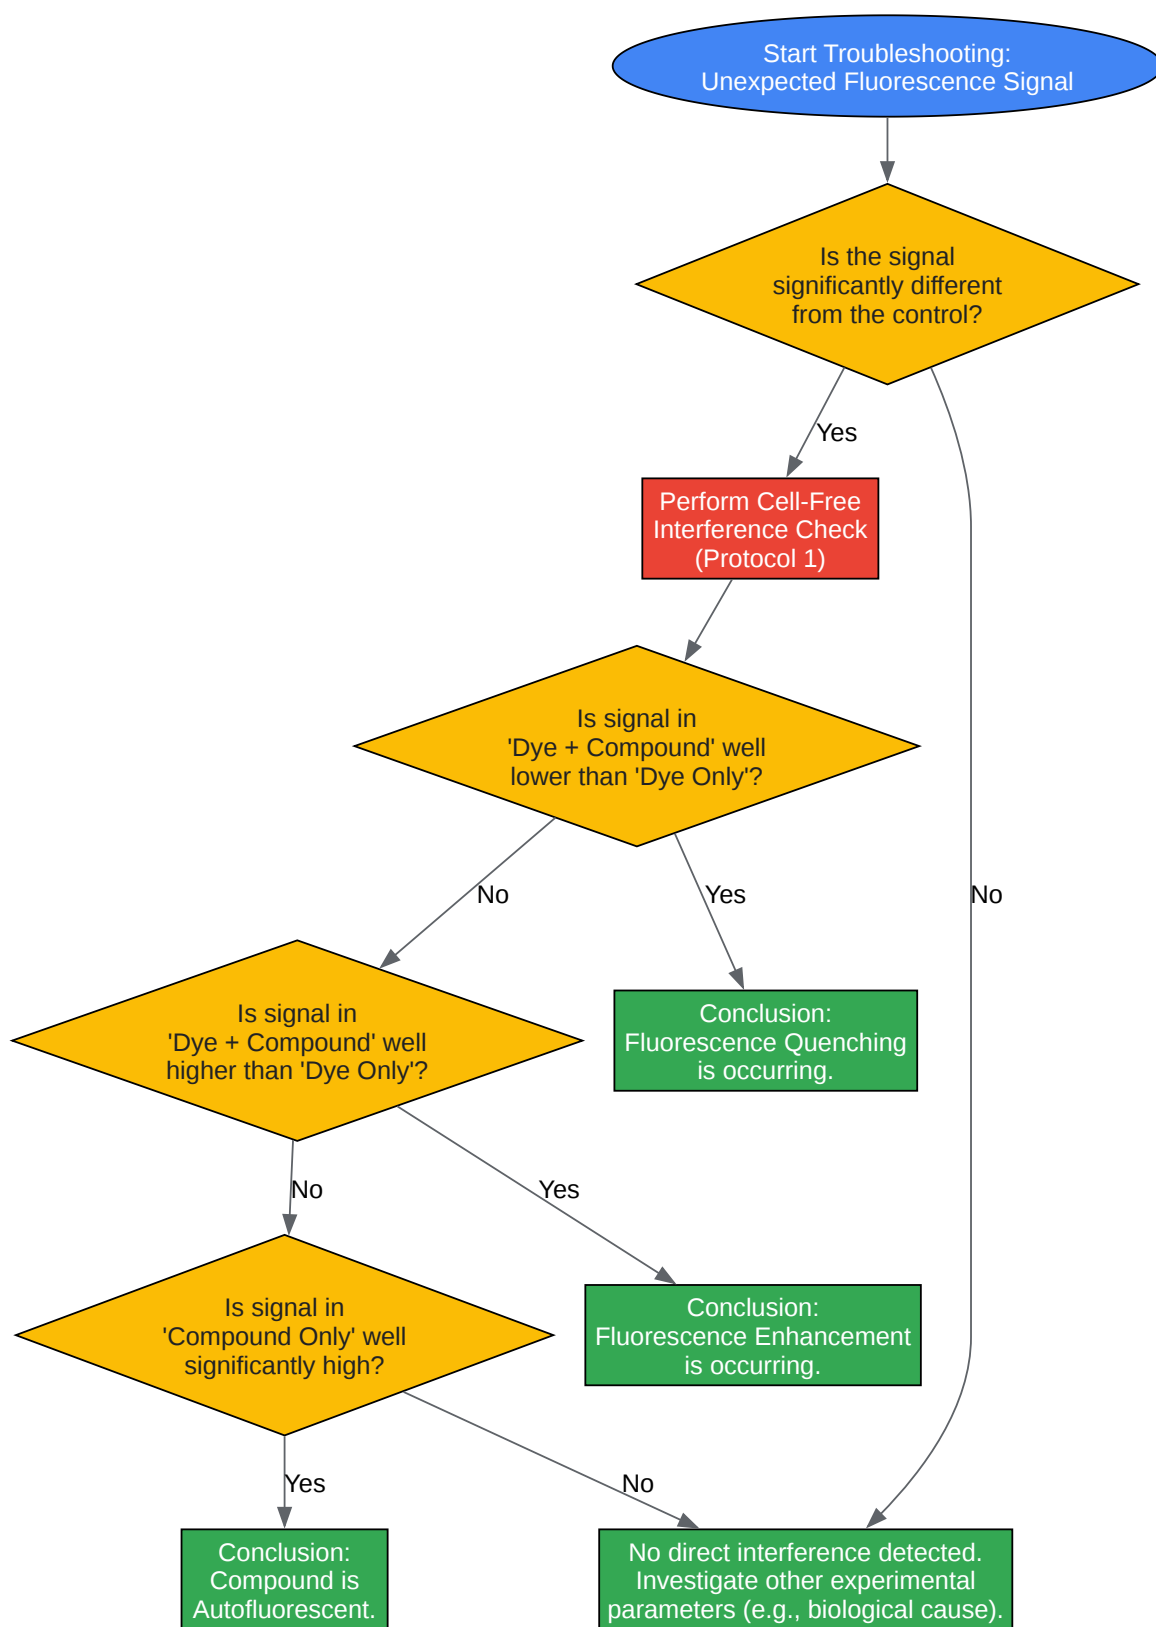 Start Troubleshooting:
Unexpected Fluorescence Signal
Is the signal
significantly different
from the control?
Yes
Perform Cell-Free
Interference Check
(Protocol 1)
Is signal in
'Dye + Compound' well
lower than 'Dye Only'?
No
Yes
No
Is signal in
'Dye + Compound' well
higher than 'Dye Only'?
Conclusion:
Fluorescence Quenching
is occurring.
No
Yes
Is signal in
'Compound Only' well
significantly high?
Conclusion:
Fluorescence Enhancement
is occurring.
Yes
No
Conclusion:
Compound is
Autofluorescent.
No direct interference detected.
Investigate other experimental
parameters (e.g., biological cause).